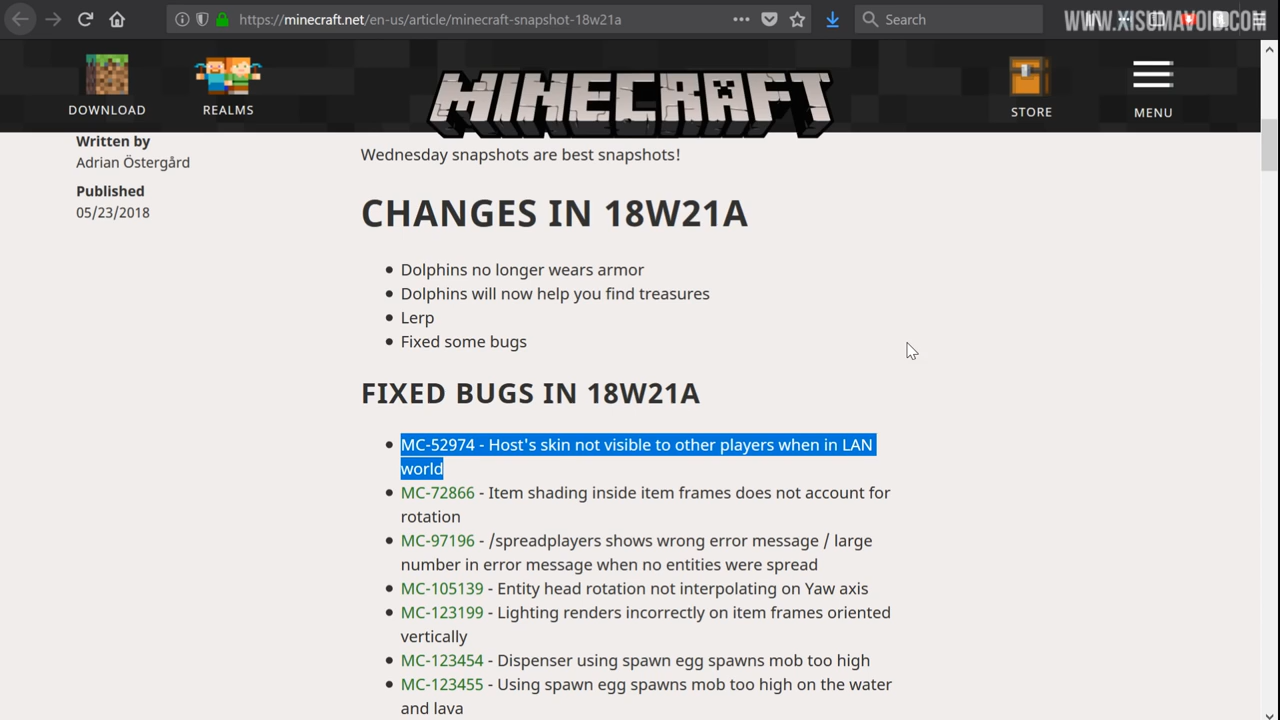 https://minecraft.net/en-us/article/minecraft-snapshot-18w21a
Search
WWW.XISUMAVOID.COM
DOWNLOAD
REALMS
MINECRAFT
STORE
MENU
Written by
Adrian Östergård
Published
05/23/2018
Wednesday snapshots are best snapshots!
CHANGES IN 18W21A
Dolphins no longer wears armor
Dolphins will now help you find treasures
Lerp
Fixed some bugs
FIXED BUGS IN 18W21A
MC-52974 - Host's skin not visible to other players when in LAN
world
MC-72866 - Item shading inside item frames does not account for
rotation
MC-97196 - /spreadplayers shows wrong error message / large
number in error message when no entities were spread
MC-105139 - Entity head rotation not interpolating on Yaw axis
MC-123199 - Lighting renders incorrectly on item frames oriented
vertically
MC-123454 - Dispenser using spawn egg spawns mob too high
MC-123455 - Using spawn egg spawns mob too high on the water
and lava